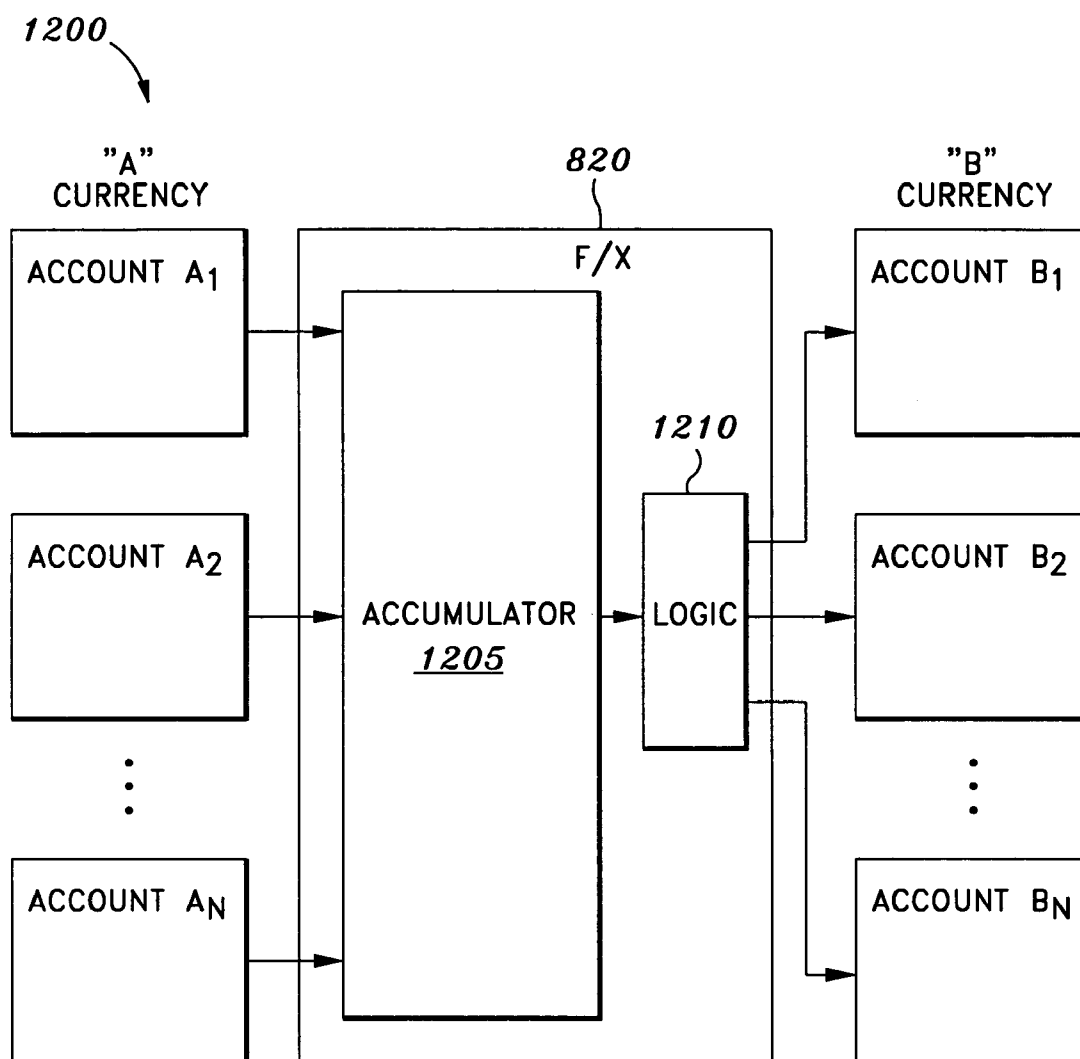 1200
"A"
CURRENCY
820
"B"
CURRENCY
F/X
ACCOUNT A1
ACCOUNT B1
1210
ACCOUNT A2
ACCOUNT B2
ACCUMULATOR
1205
LOGIC
ACCOUNT AN
ACCOUNT BN